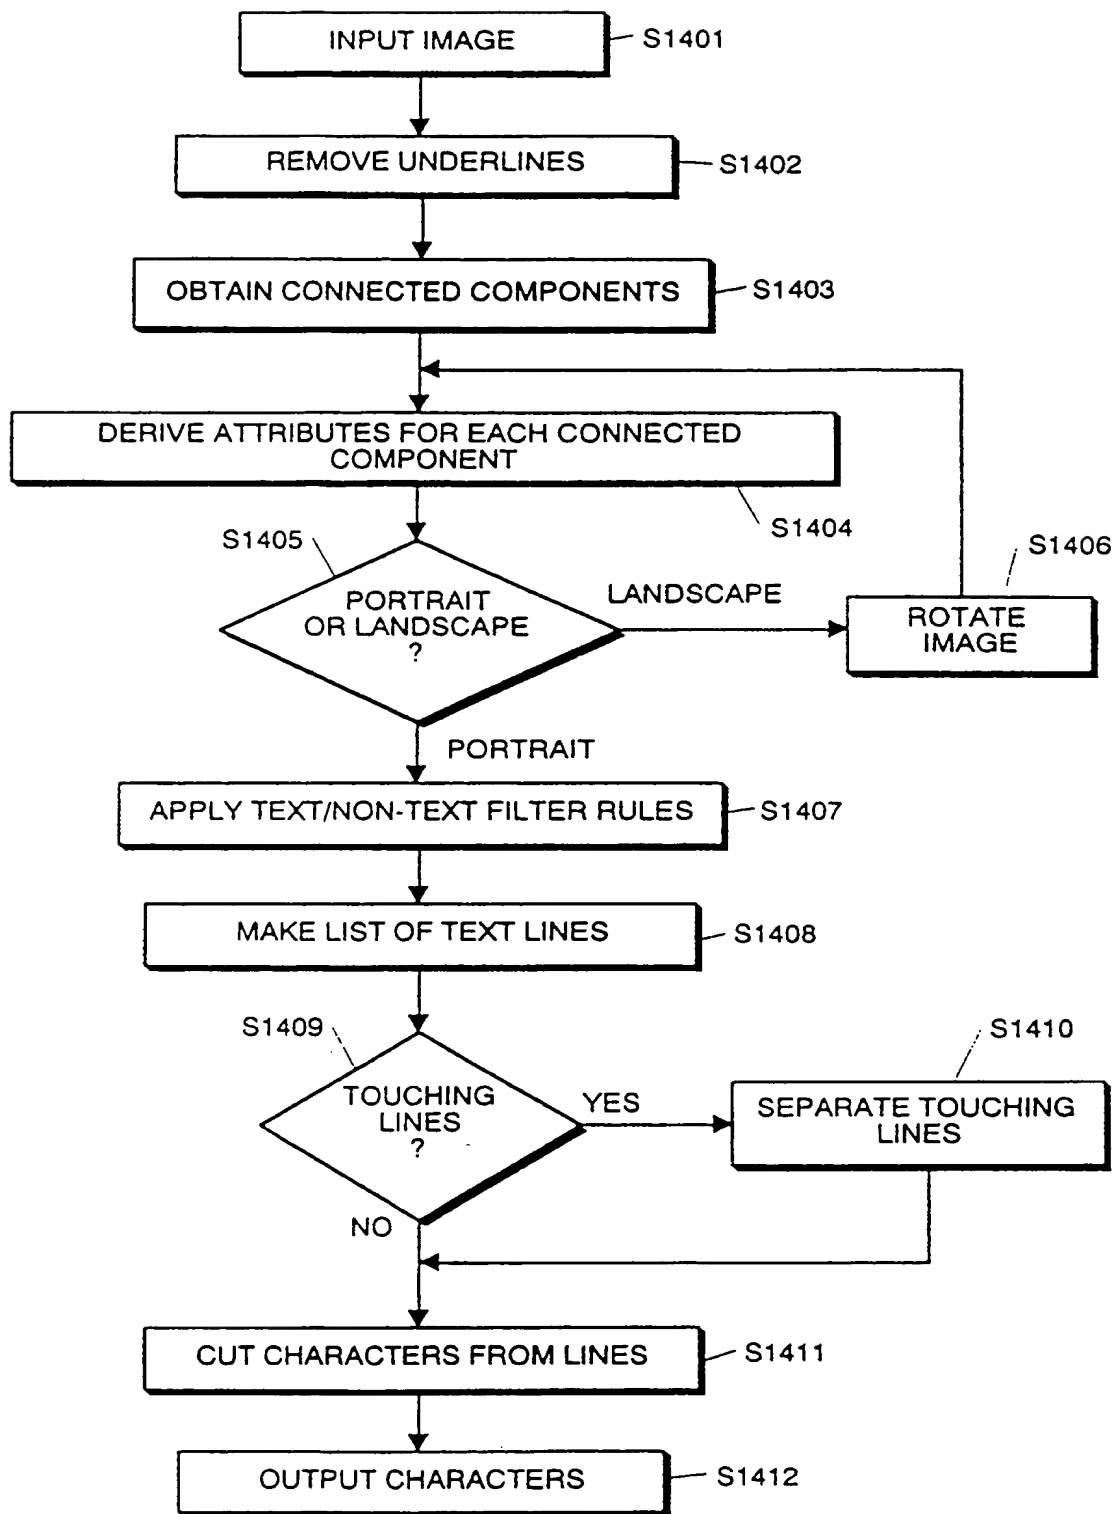 INPUT IMAGE
S1401
REMOVE UNDERLINES
S1402
OBTAIN CONNECTED COMPONENTS
S1403
DERIVE ATTRIBUTES FOR EACH CONNECTED
COMPONENT
S1404
S1405
PORTRAIT
OR LANDSCAPE
?
LANDSCAPE
S1406
ROTATE
IMAGE
PORTRAIT
APPLY TEXT/NON-TEXT FILTER RULES
S1407
MAKE LIST OF TEXT LINES
S1408
S1409
TOUCHING
LINES
?
YES
S1410
SEPARATE TOUCHING
LINES
NO
CUT CHARACTERS FROM LINES
S1411
OUTPUT CHARACTERS
S1412